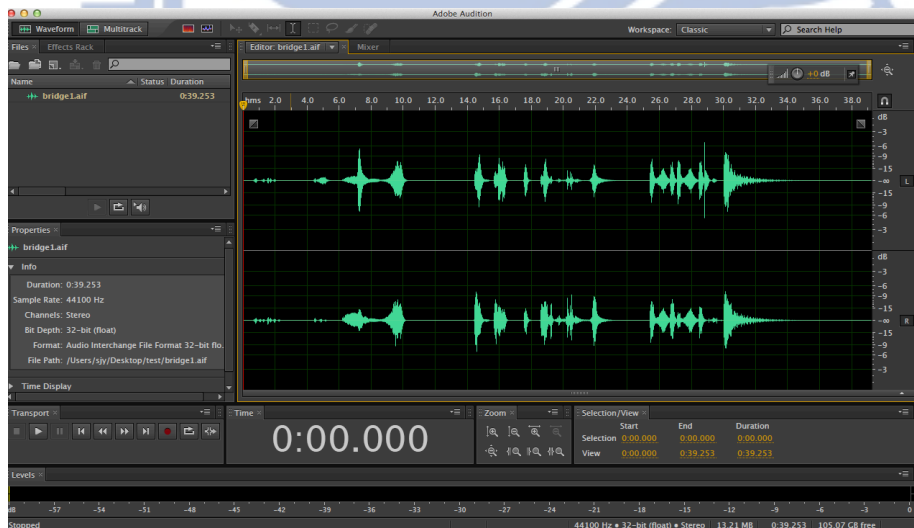 Adobe Audition
Waveform Multitrack Workspace: Classic Search Help
Files × Effects Rack
Name Status Duration
bridge1.aif 0:39.253
Editor: bridge1.aif × Mixer
+0 dB
hms 2.0 4.0 6.0 8.0 10.0 12.0 14.0 16.0 18.0 20.0 22.0 24.0 26.0 28.0 30.0 32.0 34.0 36.0 38.0
dB
-3
-6
-9
-15
-∞ L
-15
-9
-6
-3
dB
-3
-6
-9
-15
-∞ R
-15
-9
-6
-3
Properties ×
bridge1.aif
Info
Duration: 0:39.253
Sample Rate: 44100 Hz
Channels: Stereo
Bit Depth: 32-bit (float)
Format: Audio Interchange File Format 32-bit flo.
File Path: /Users/sjy/Desktop/test/bridge1.aif
Time Display
Transport ×
Time ×
0:00.000
Zoom ×
Selection/View ×
Start End Duration
Selection 0:00.000 0:00.000 0:00.000
View 0:00.000 0:39.253 0:39.253
Levels ×
dB -57 -54 -51 -48 -45 -42 -39 -36 -33 -30 -27 -24 -21 -18 -15 -12 -9 -6 -3 0
Stopped 44100 Hz • 32-bit (float) • Stereo 13.21 MB 0:39.253 105.07 GB free